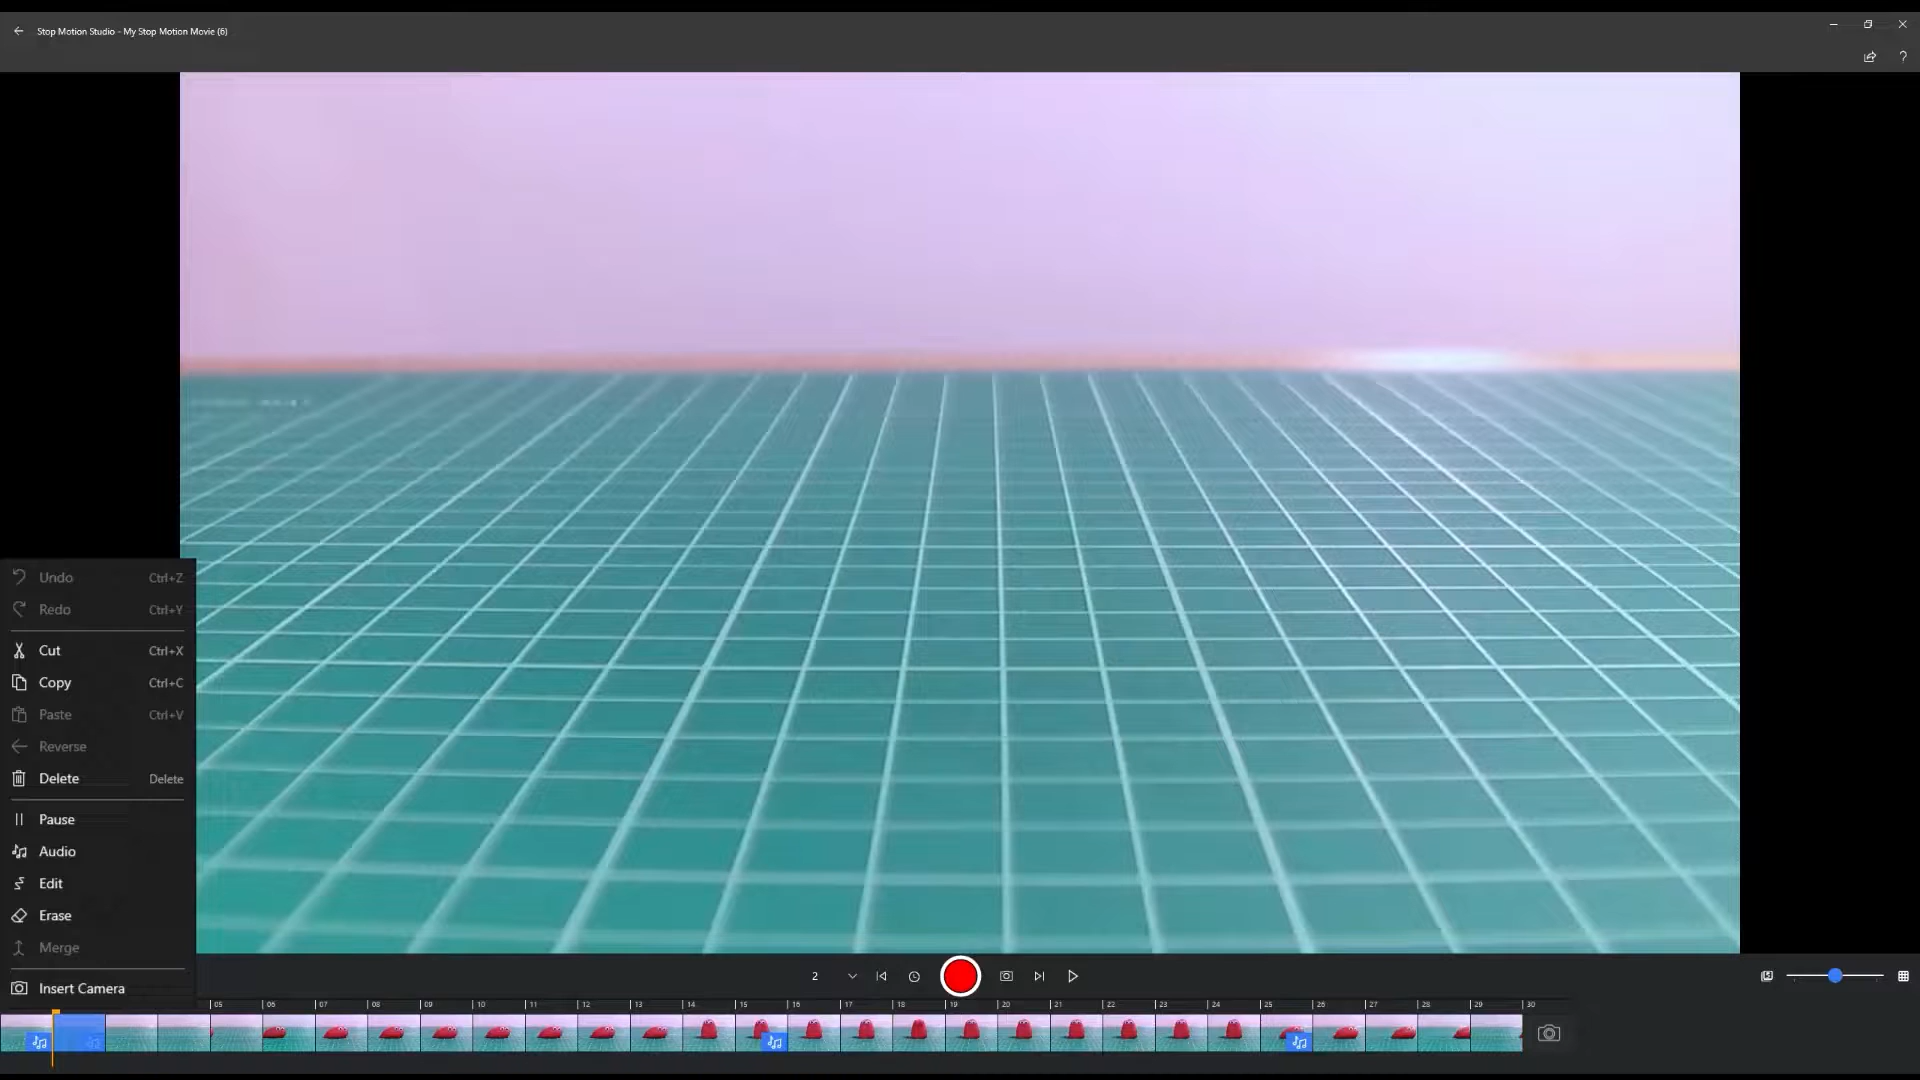 Stop Motion Studio - My Stop Motion Movie (6)
?
Undo Ctrl+Z
Redo Ctrl+Y
Cut Ctrl+X
Copy Ctrl+C
Paste Ctrl+V
Reverse
Delete Delete
Pause
Audio
Edit
Erase
Merge
Insert Camera
2
05 06 07 08 09 10 11 12 13 14 15 16 17 18 19 20 21 22 23 24 25 26 27 28 29 30